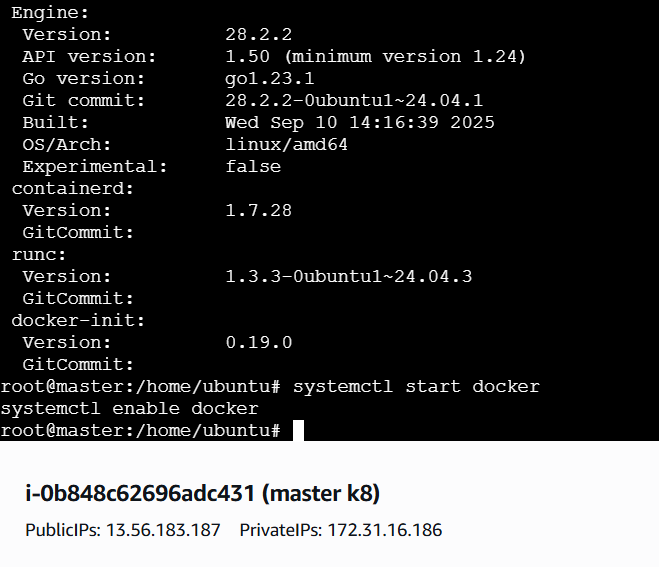 Engine:
Version: 28.2.2
API version: 1.50 (minimum version 1.24)
Go version: go1.23.1
Git commit: 28.2.2-0ubuntu1~24.04.1
Built: Wed Sep 10 14:16:39 2025
OS/Arch: linux/amd64
Experimental: false
containerd:
Version: 1.7.28
GitCommit:
runc:
Version: 1.3.3-0ubuntu1~24.04.3
GitCommit:
docker-init:
Version: 0.19.0
GitCommit:
root@master:/home/ubuntu# systemctl start docker
systemctl enable docker
root@master:/home/ubuntu#
i-0b848c62696adc431 (master k8)
PublicIPs: 13.56.183.187 PrivateIPs: 172.31.16.186